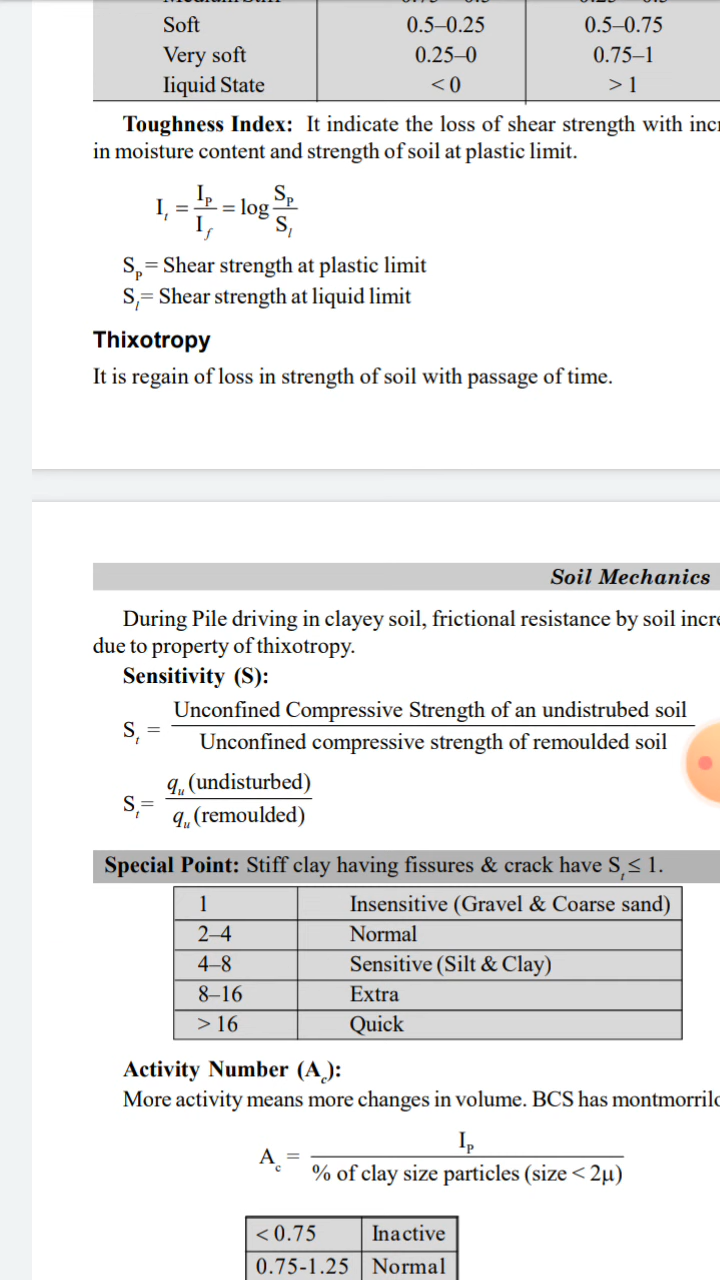 Soft 0.5–0.25 0.5–0.75
Very soft 0.25–0 0.75–1
liquid State < 0 > 1
Toughness Index: It indicate the loss of shear strength with
in moisture content and strength of soil at plastic limit.
I_t = I_P / I_f = log S_P / S_l
S_p = Shear strength at plastic limit
S_l = Shear strength at liquid limit
Thixotropy
It is regain of loss in strength of soil with passage of time.
Soil Mechanics
During Pile driving in clayey soil, frictional resistance by soil
due to property of thixotropy.
Sensitivity (S):
S_t = Unconfined Compressive Strength of an undistrubed soil / Unconfined compressive strength of remoulded soil
S_t = q_u (undisturbed) / q_u (remoulded)
Special Point: Stiff clay having fissures & crack have S_t ≤ 1.
1 Insensitive (Gravel & Coarse sand)
2–4 Normal
4–8 Sensitive (Silt & Clay)
8–16 Extra
> 16 Quick
Activity Number (A_c):
More activity means more changes in volume. BCS has
A_c = I_P / % of clay size particles (size < 2μ)
< 0.75 Inactive
0.75-1.25 Normal